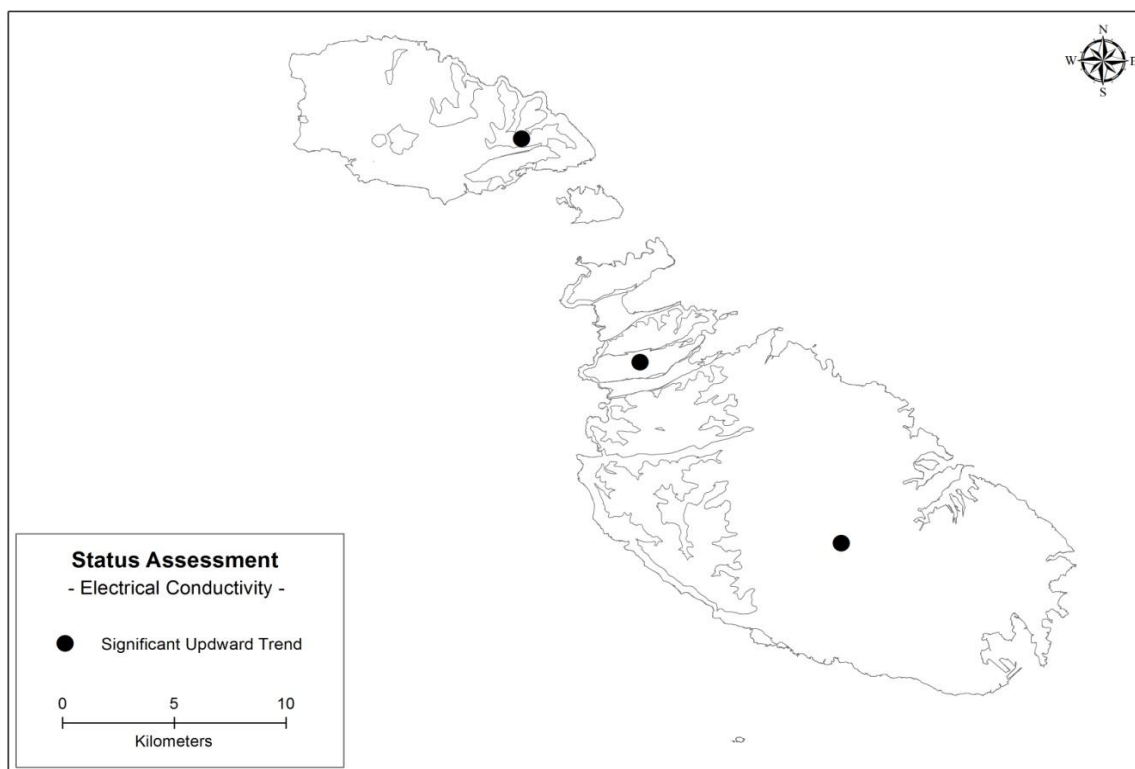 N
W E
S
Status Assessment
- Electrical Conductivity -
Significant Updward Trend
0 5 10
Kilometers